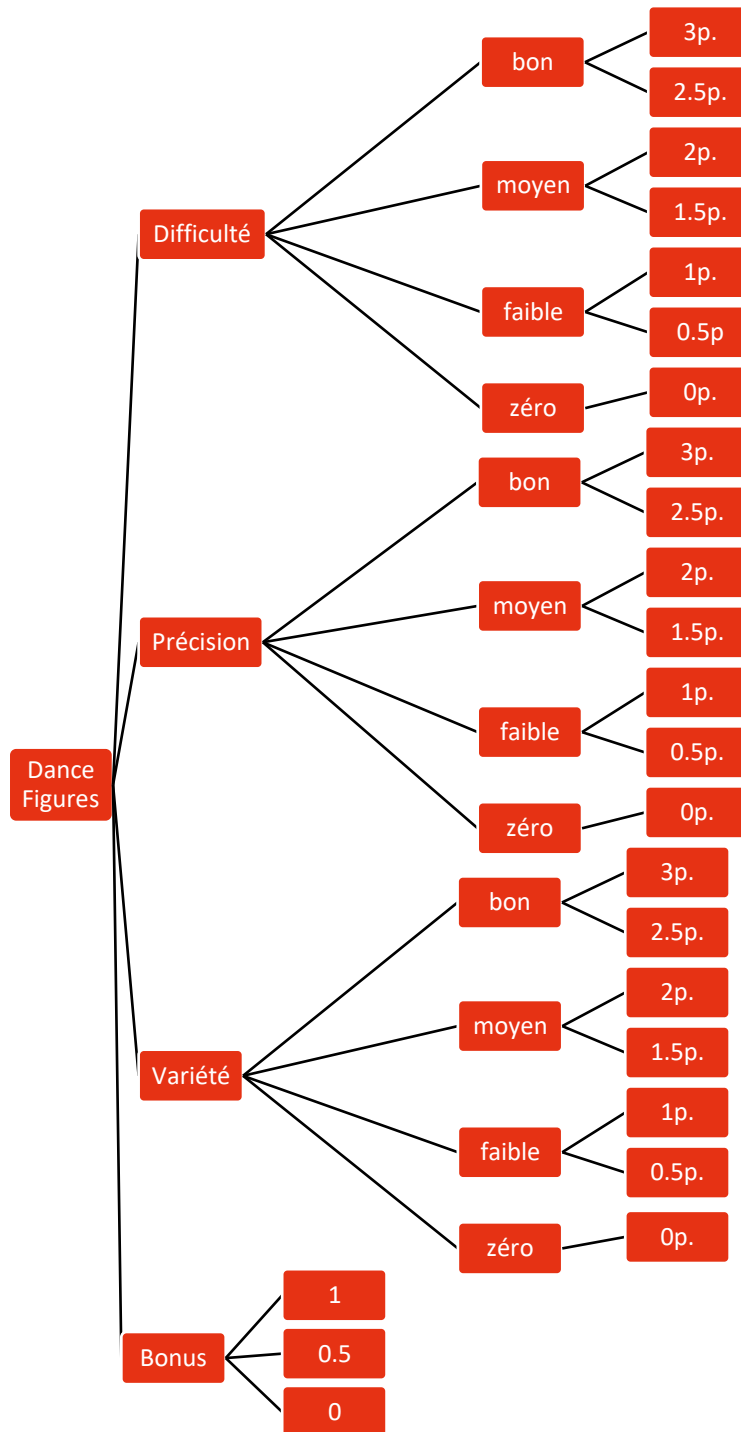 Dance
Figures
Difficulté
bon
3p.
2.5p.
moyen
2p.
1.5p.
faible
1p.
0.5p
zéro
0p.
Précision
bon
3p.
2.5p.
moyen
2p.
1.5p.
faible
1p.
0.5p.
zéro
0p.
Variété
bon
3p.
2.5p.
moyen
2p.
1.5p.
faible
1p.
0.5p.
zéro
0p.
Bonus
1
0.5
0